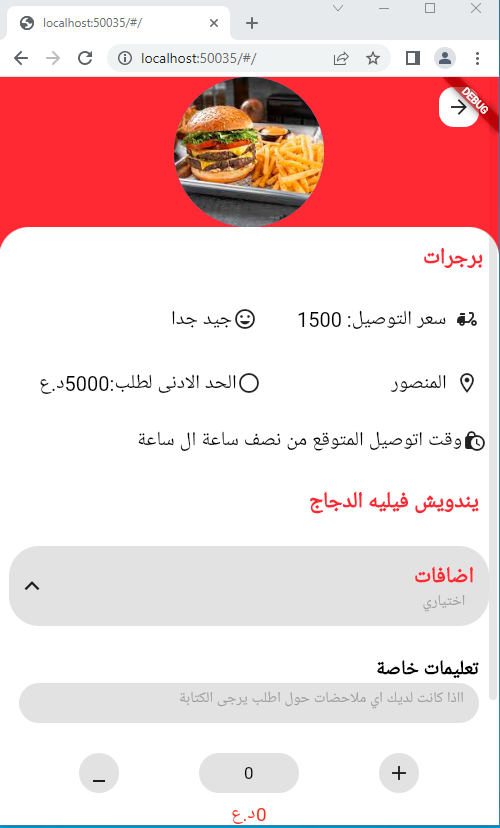 localhost:50035/#/
localhost:50035/#/
DEBUG
برجرات
سعر التوصيل: 1500
جيد جدا
المنصور
الحد الادنى لطلب:5000د.ع
وقت اتوصيل المتوقع من نصف ساعة ال ساعة
يندويش فيليه الدجاج
اضافات
اختياري
تعليمات خاصة
ااذا كانت لديك اي ملاحضات حول اطلب يرجى الكتابة
_ 0 +
0د.ع